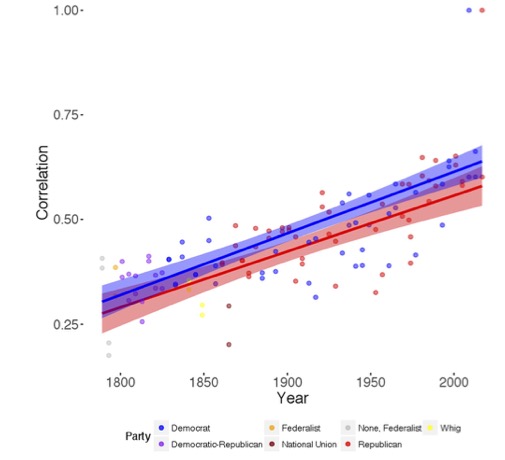 1.00
0.75
0.50
0.25
Correlation
1800 1850 1900 1950 2000
Year
Party
Democrat Federalist None, Federalist Whig
Democratic-Republican National Union Republican